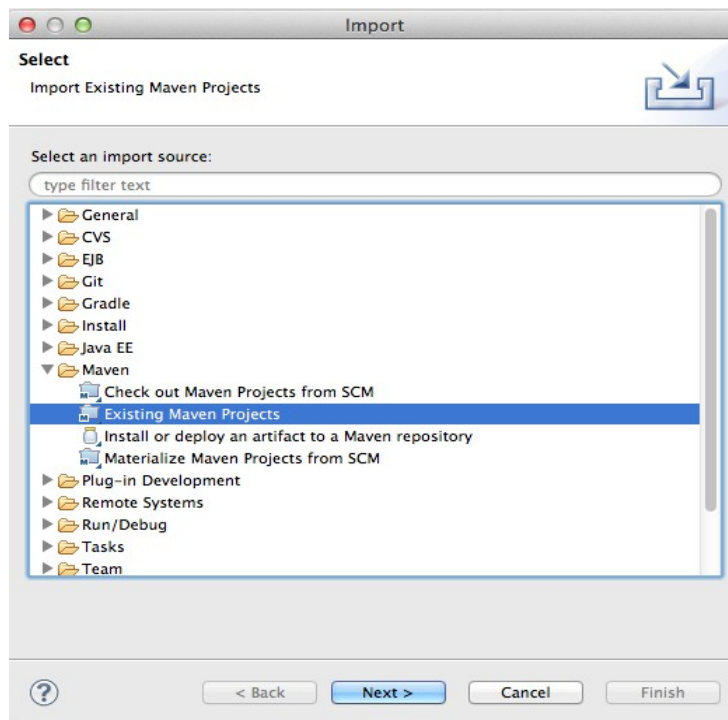 Import
Select
Import Existing Maven Projects
Select an import source:
type filter text
General
CVS
EJB
Git
Gradle
Install
Java EE
Maven
Check out Maven Projects from SCM
Existing Maven Projects
Install or deploy an artifact to a Maven repository
Materialize Maven Projects from SCM
Plug-in Development
Remote Systems
Run/Debug
Tasks
Team
? < Back Next > Cancel Finish